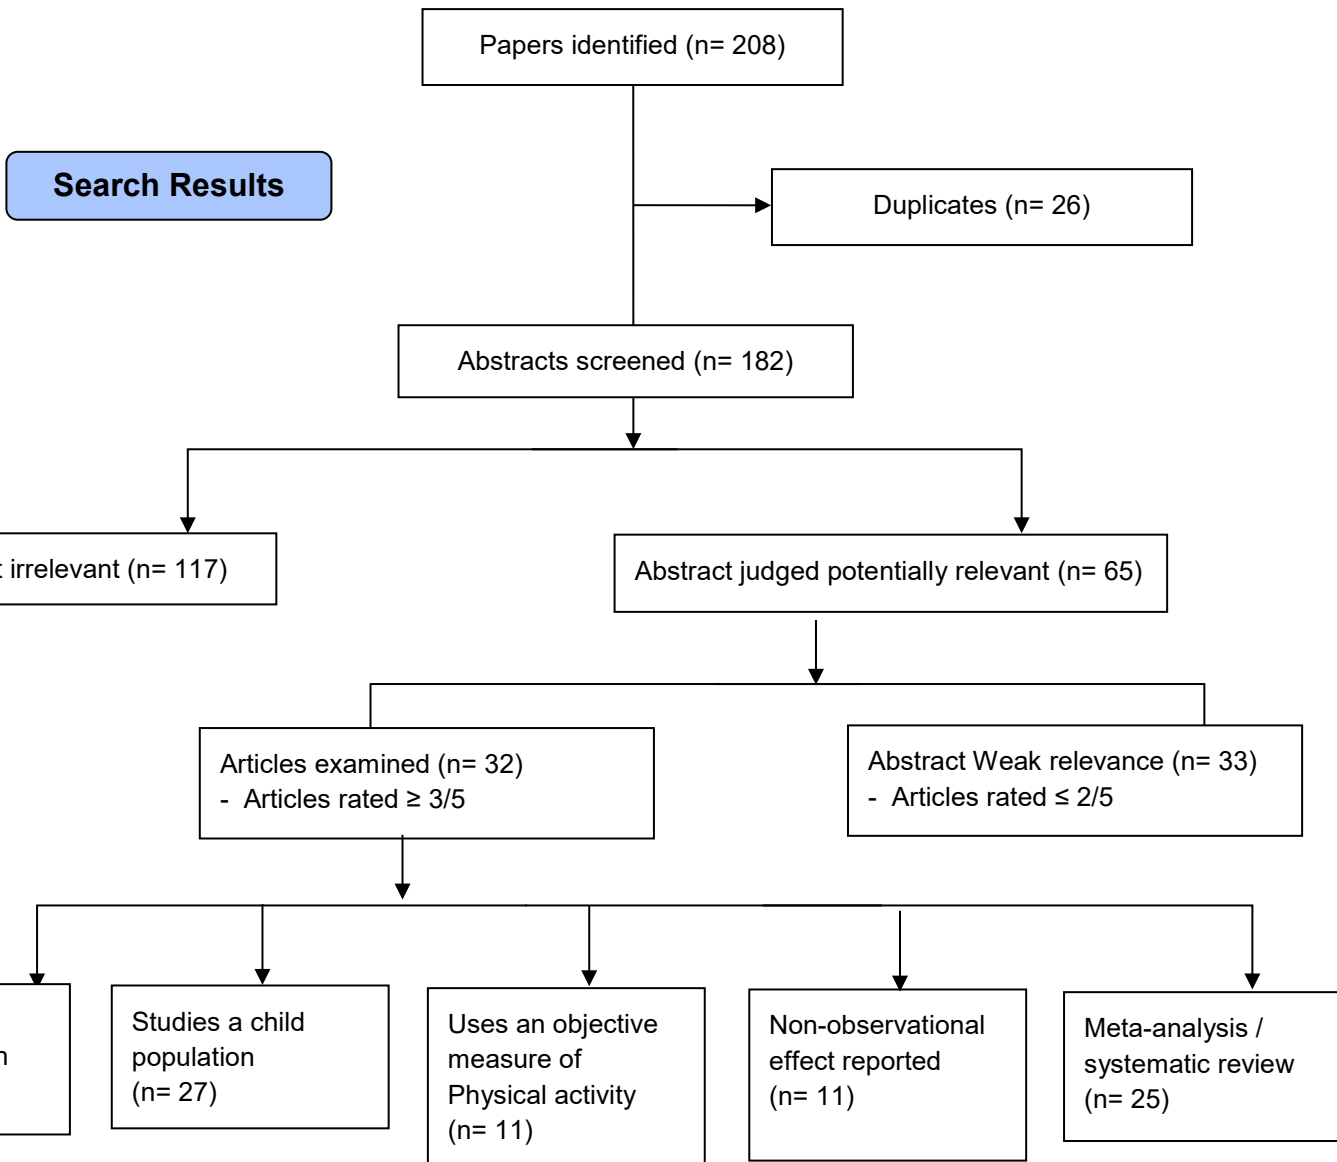 Papers identified (n= 208)
Search Results
Duplicates (n= 26)
Abstracts screened (n= 182)
irrelevant (n= 117)
Abstract judged potentially relevant (n= 65)
Articles examined (n= 32)
- Articles rated ≥ 3/5
Abstract Weak relevance (n= 33)
- Articles rated ≤ 2/5
Studies a child
population
(n= 27)
Uses an objective
measure of
Physical activity
(n= 11)
Non-observational
effect reported
(n= 11)
Meta-analysis /
systematic review
(n= 25)